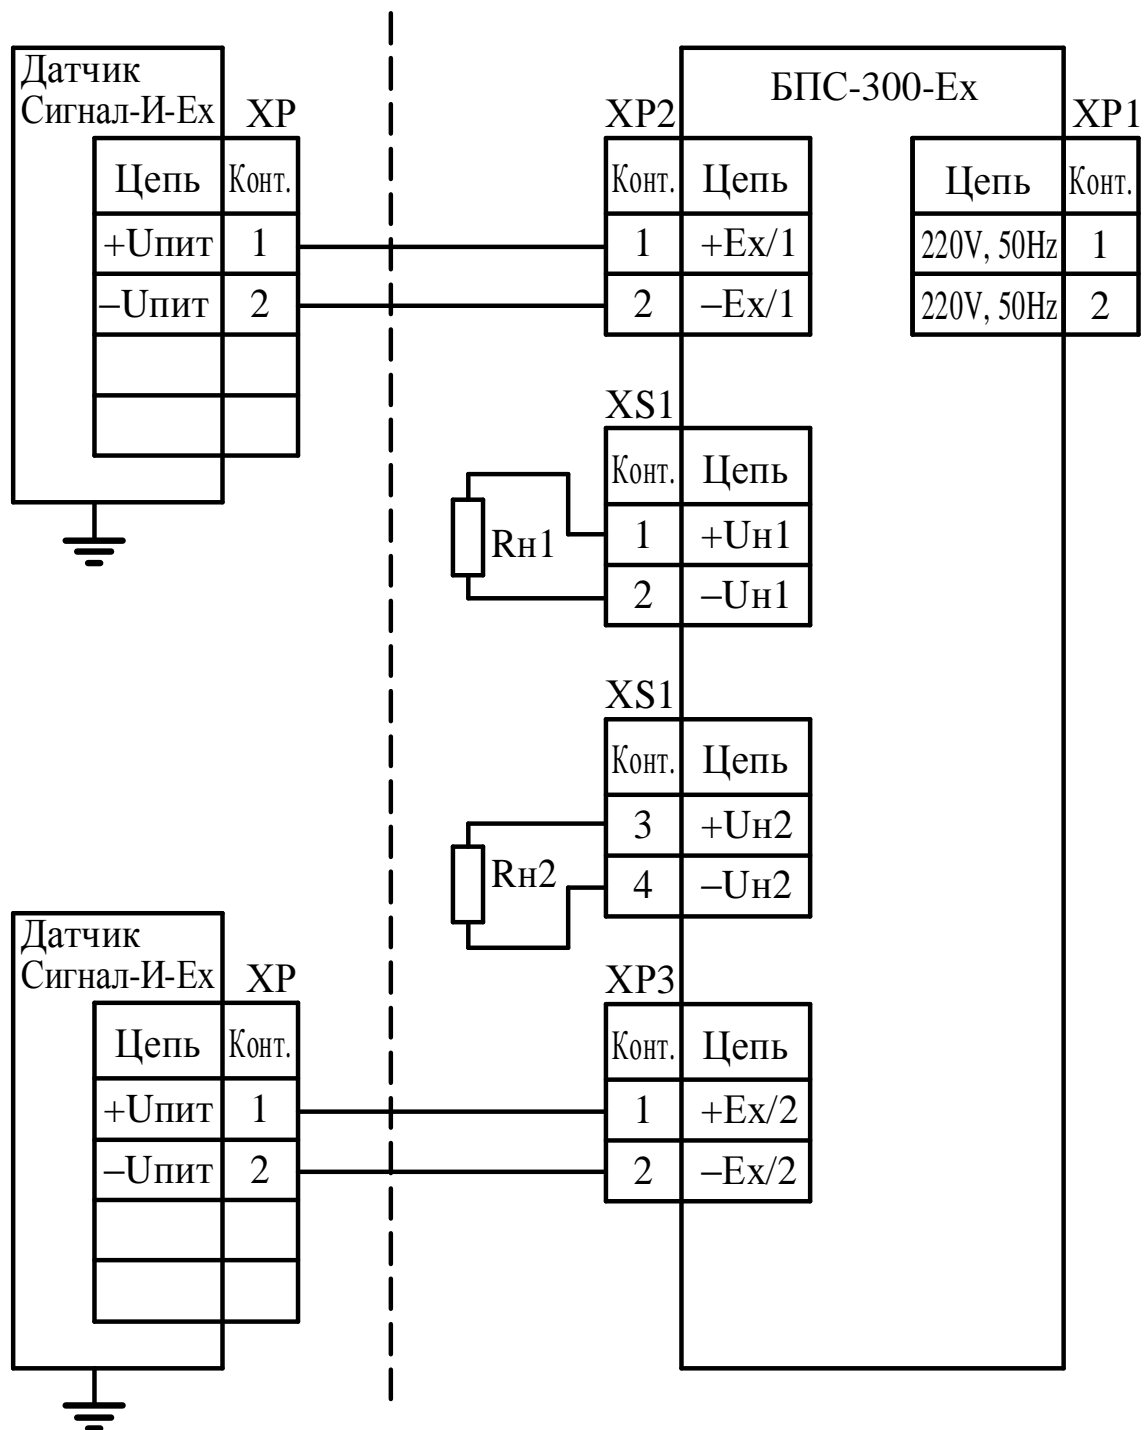 Датчик
Сигнал-И-Ex
XP
Цепь Конт.
+Uпит 1
–Uпит 2
БПС-300-Ex
XP2
Конт. Цепь
1 +Ex/1
2 –Ex/1
XP1
Цепь Конт.
220V, 50Hz 1
220V, 50Hz 2
XS1
Конт. Цепь
1 +Uн1
2 –Uн1
Rн1
XS1
Конт. Цепь
3 +Uн2
4 –Uн2
Rн2
Датчик
Сигнал-И-Ex
XP
Цепь Конт.
+Uпит 1
–Uпит 2
XP3
Конт. Цепь
1 +Ex/2
2 –Ex/2